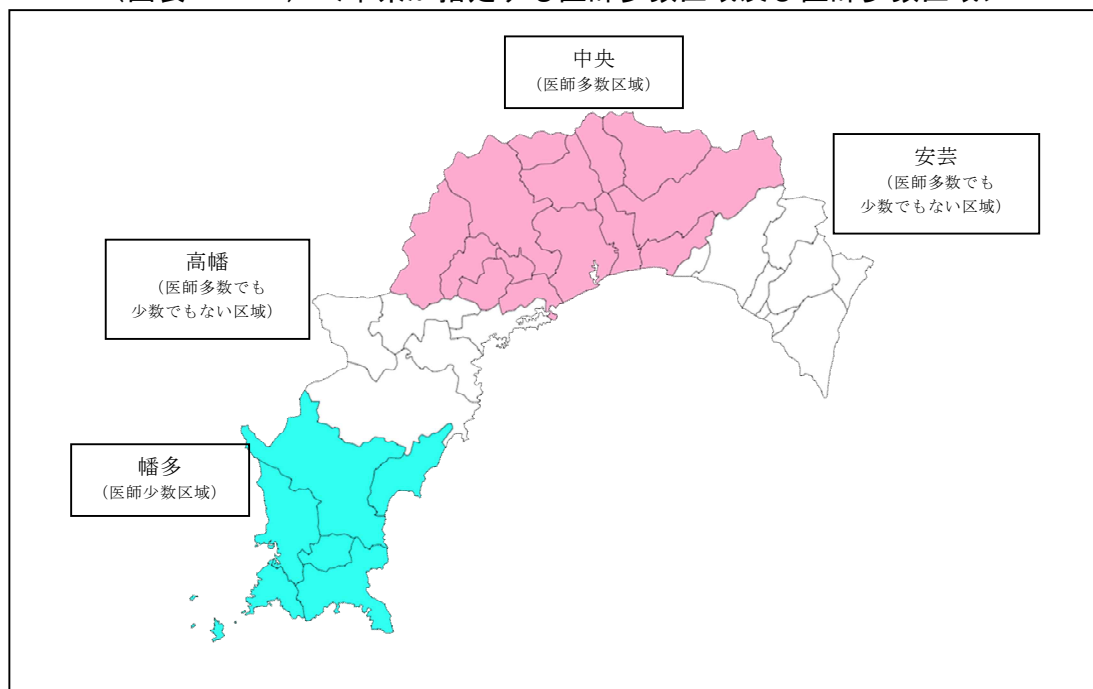 中央
（医師多数区域）
安芸
（医師多数でも
少数でもない区域）
高幡
（医師多数でも
少数でもない区域）
幡多
（医師少数区域）